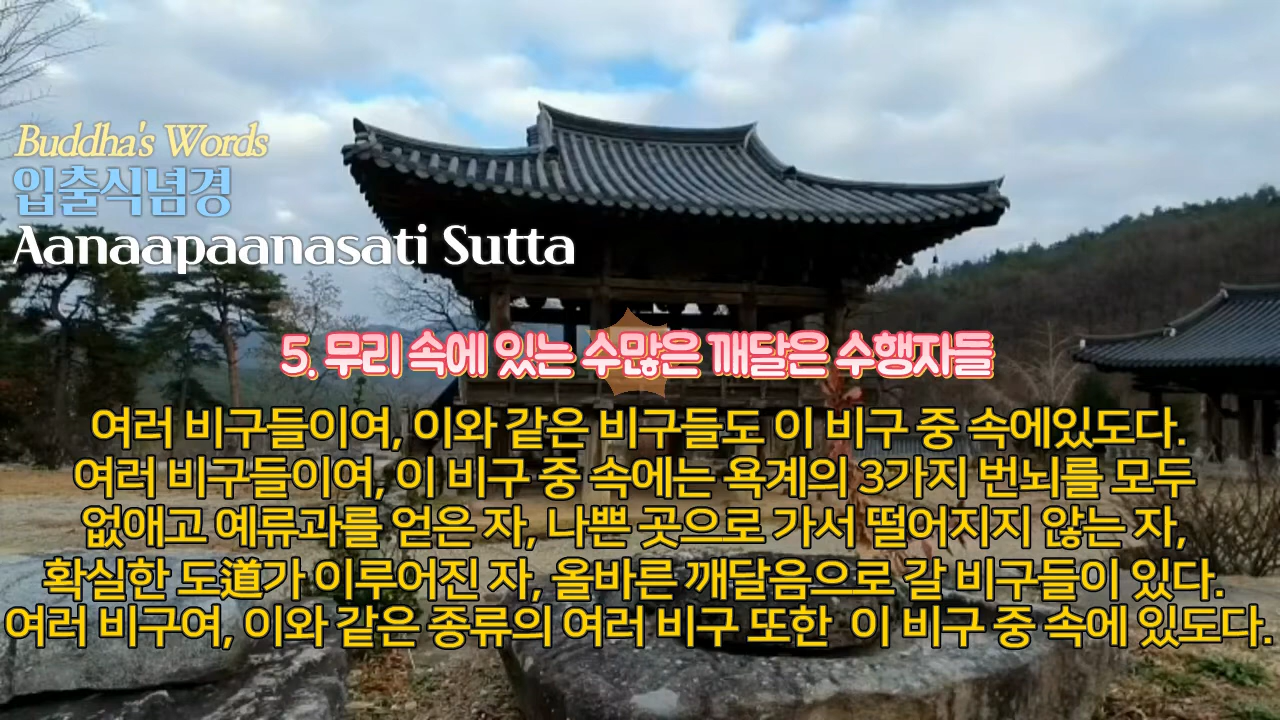 Buddha's Words
입출식념경
Aanaapaanasati Sutta
5. 무리 속에 있는 수많은 깨달은 수행자들
여러 비구들이여, 이와 같은 비구들도 이 비구 중 속에있도다.
여러 비구들이여, 이 비구 중 속에는 욕계의 3가지 번뇌를 모두
없애고 예류과를 얻은 자, 나쁜 곳으로 가서 떨어지지 않는 자,
확실한 도道가 이루어진 자, 올바른 깨달음으로 갈 비구들이 있다.
여러 비구여, 이와 같은 종류의 여러 비구 또한 이 비구 중 속에 있도다.